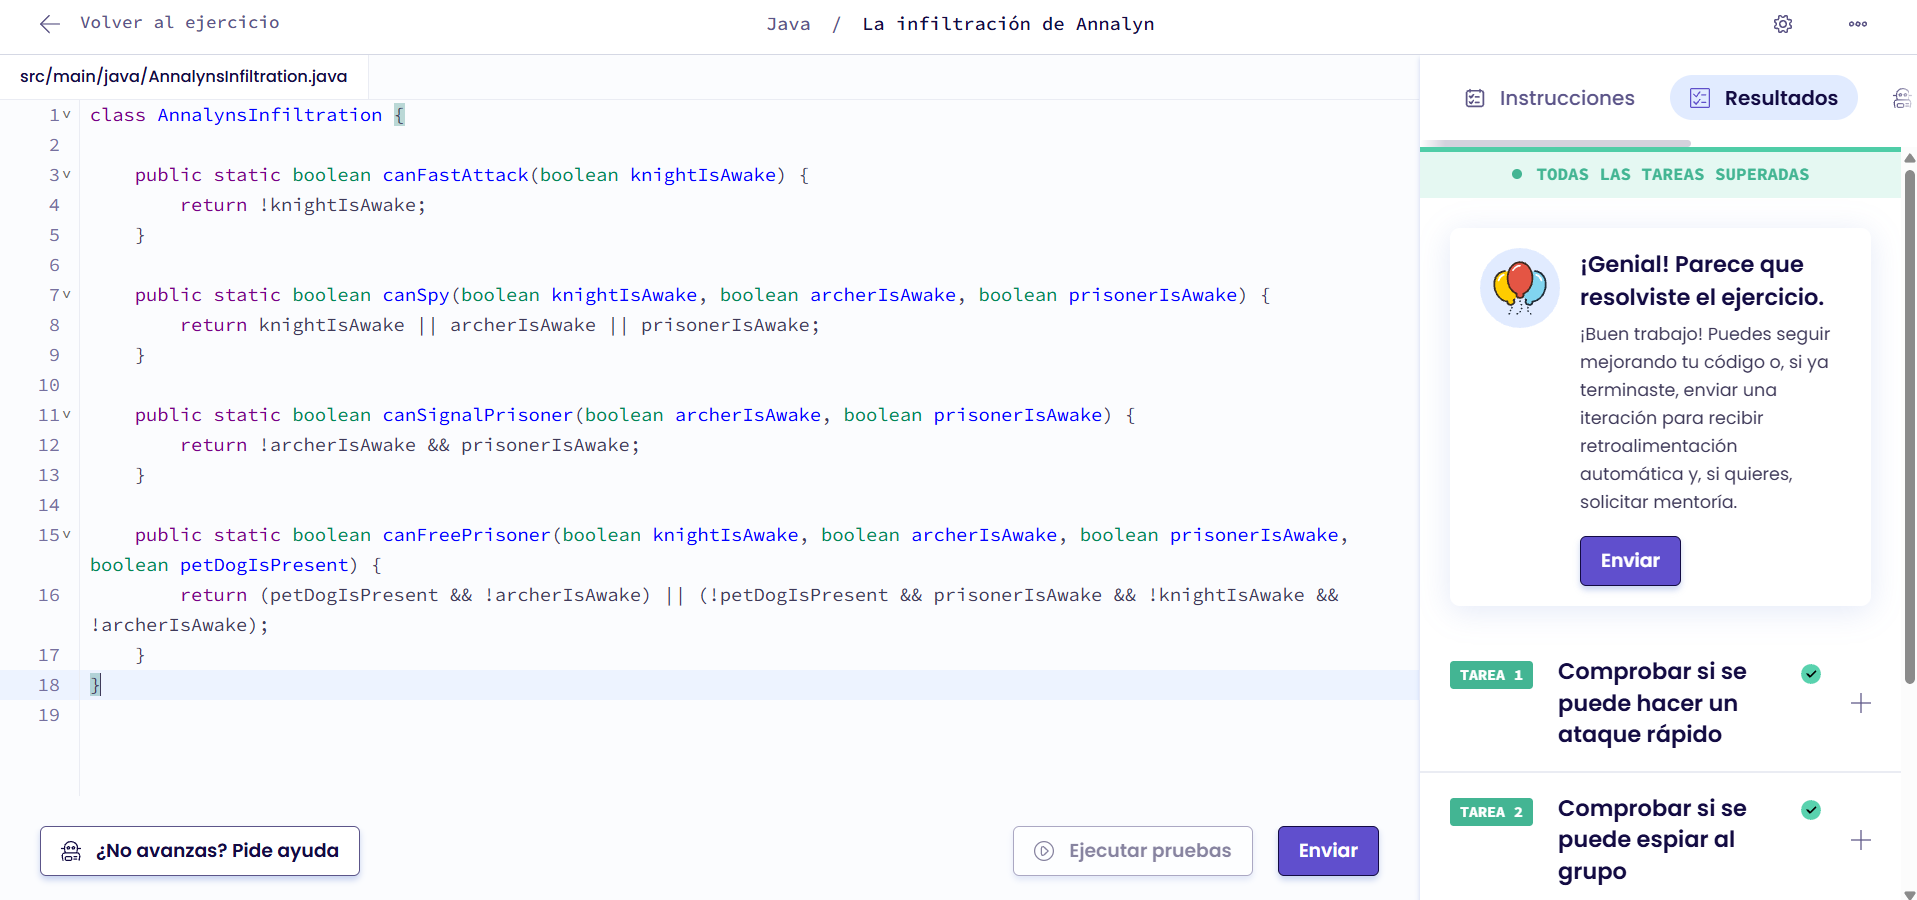 Volver al ejercicio
Java / La infiltración de Annalyn
src/main/java/AnnalynsInfiltration.java
1 class AnnalynsInfiltration {
2
3 public static boolean canFastAttack(boolean knightIsAwake) {
4 return !knightIsAwake;
5 }
6
7 public static boolean canSpy(boolean knightIsAwake, boolean archerIsAwake, boolean prisonerIsAwake) {
8 return knightIsAwake || archerIsAwake || prisonerIsAwake;
9 }
10
11 public static boolean canSignalPrisoner(boolean archerIsAwake, boolean prisonerIsAwake) {
12 return !archerIsAwake && prisonerIsAwake;
13 }
14
15 public static boolean canFreePrisoner(boolean knightIsAwake, boolean archerIsAwake, boolean prisonerIsAwake,
boolean petDogIsPresent) {
16 return (petDogIsPresent && !archerIsAwake) || (!petDogIsPresent && prisonerIsAwake && !knightIsAwake &&
!archerIsAwake);
17 }
18 }
19
¿No avanzas? Pide ayuda
Ejecutar pruebas
Enviar
Instrucciones
Resultados
TODAS LAS TAREAS SUPERADAS
¡Genial! Parece que
resolviste el ejercicio.
¡Buen trabajo! Puedes seguir
mejorando tu código o, si ya
terminaste, enviar una
iteración para recibir
retroalimentación
automática y, si quieres,
solicitar mentoría.
Enviar
TAREA 1
Comprobar si se
puede hacer un
ataque rápido
TAREA 2
Comprobar si se
puede espiar al
grupo